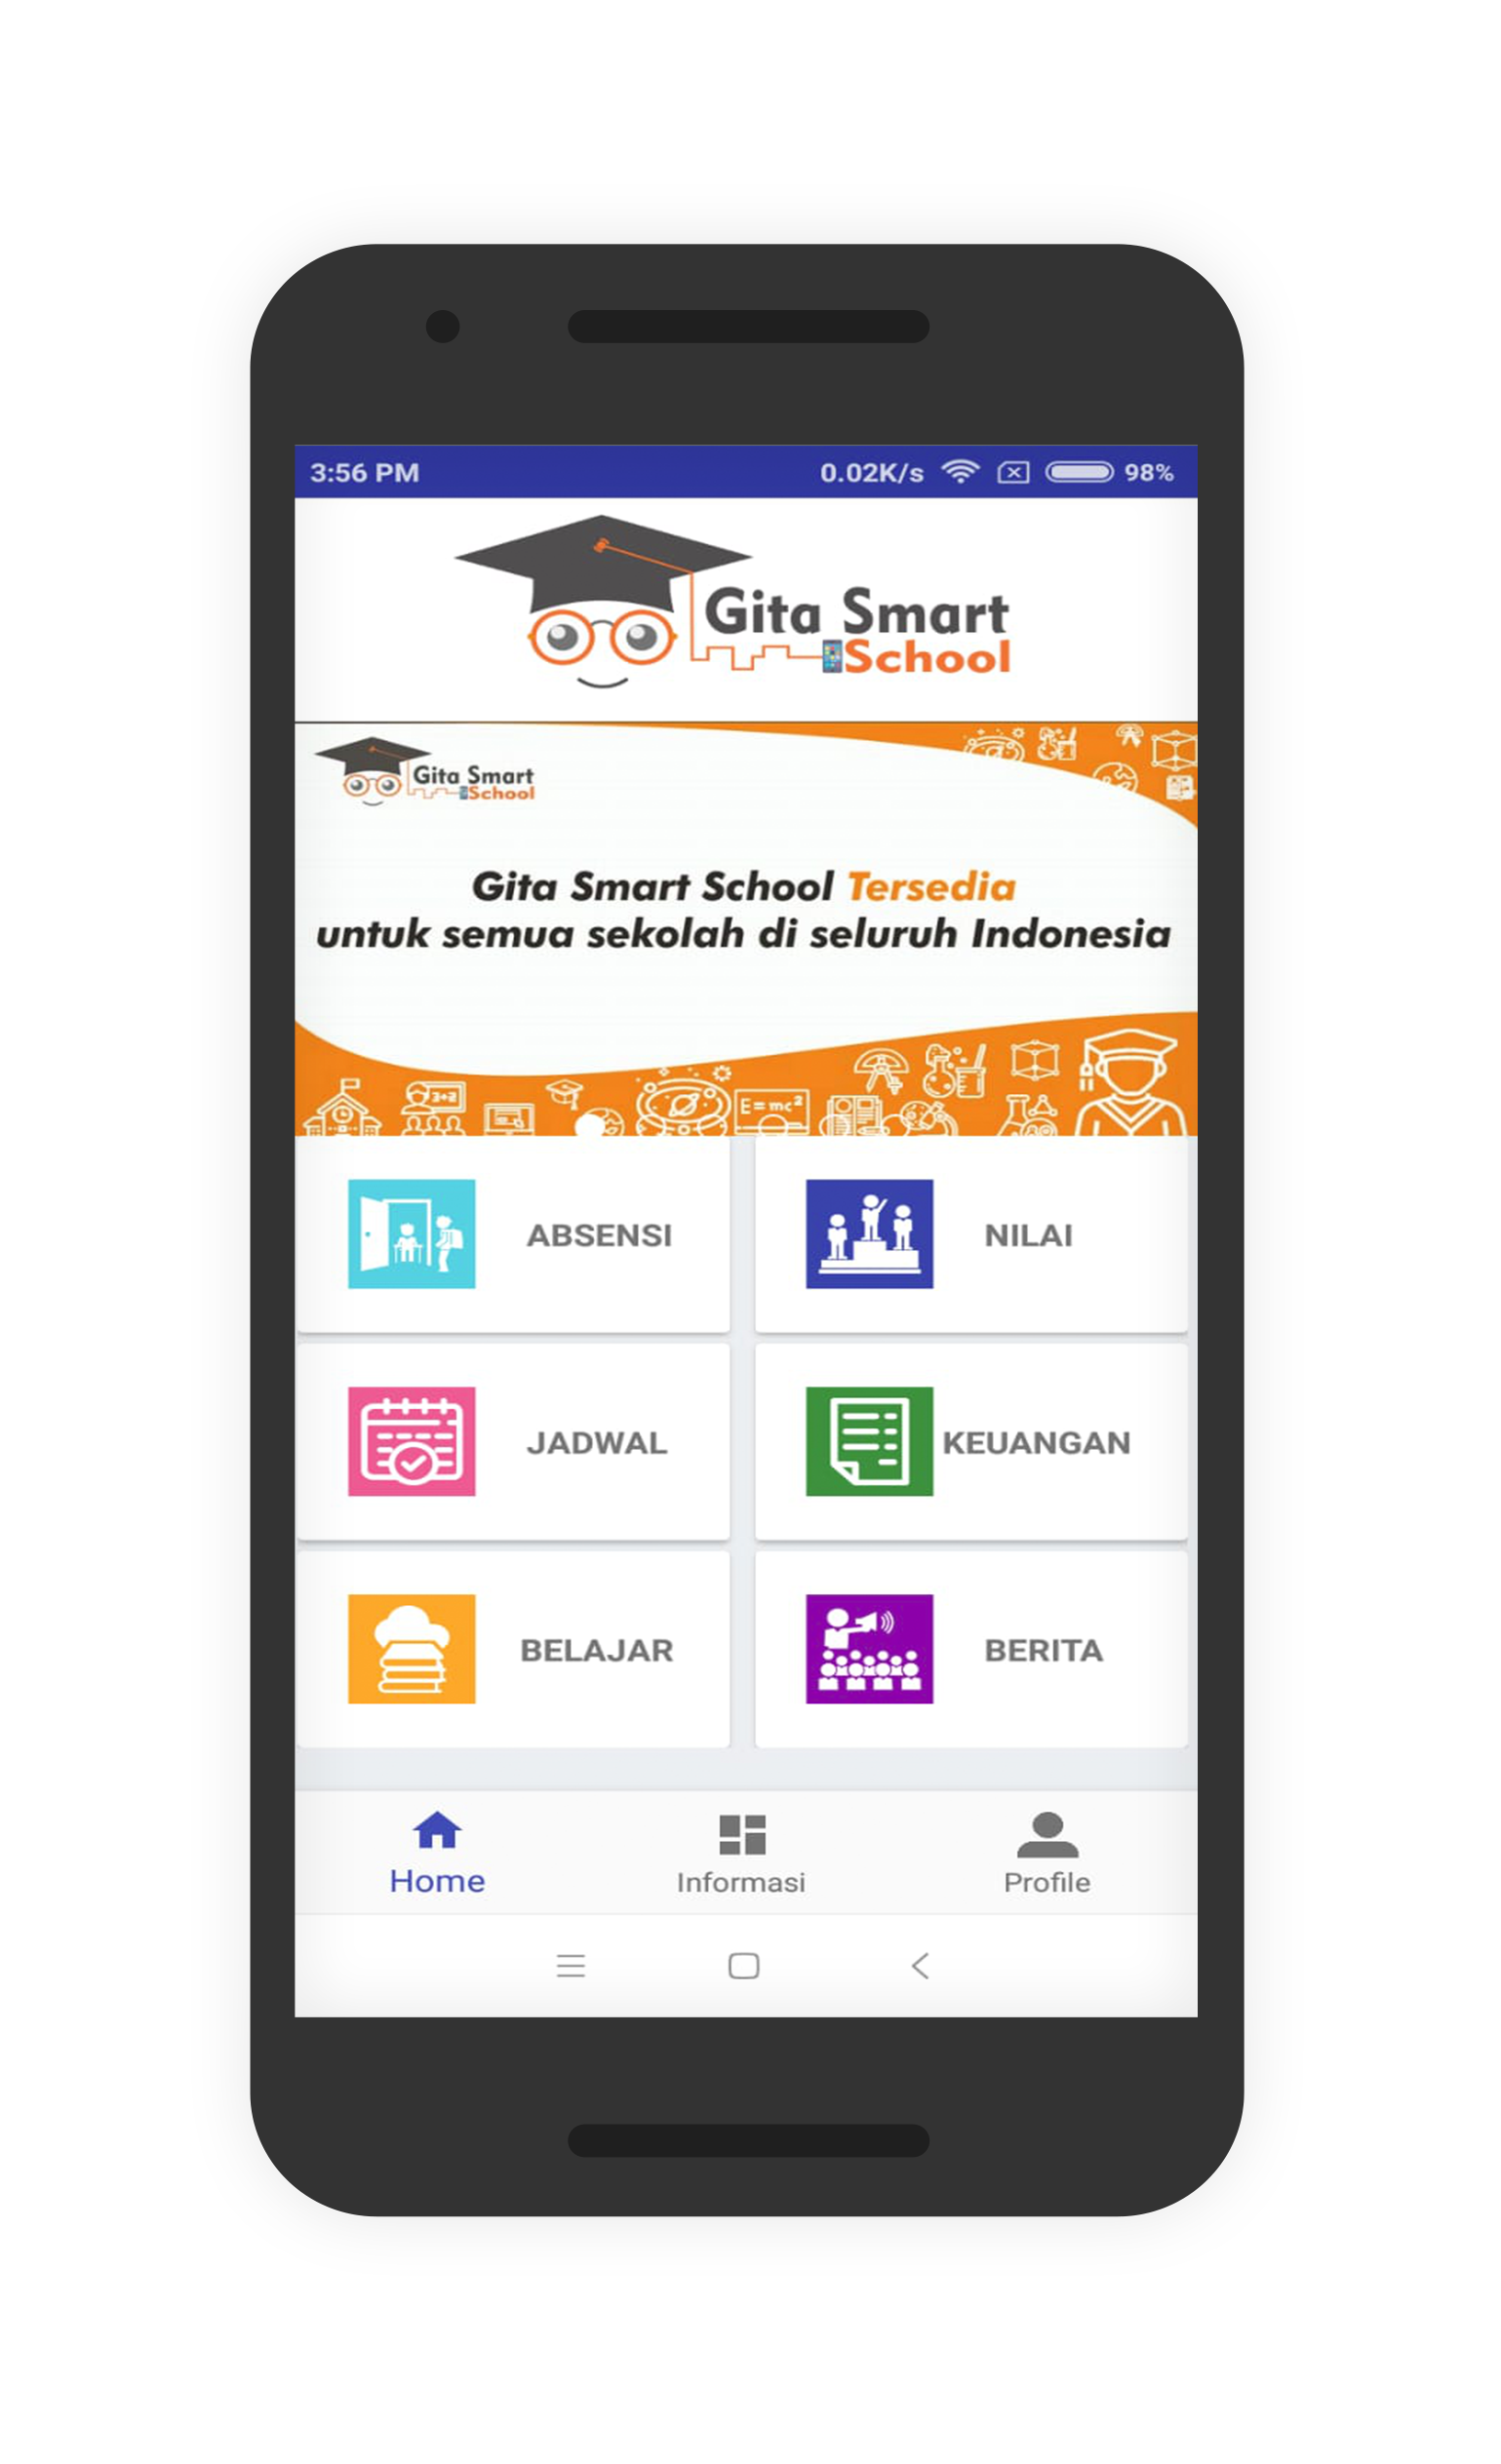 3:56 PM 0.02K/s 98%
Gita Smart
School
Gita Smart
School
Gita Smart School Tersedia
untuk semua sekolah di seluruh Indonesia
3+2
E=mc²
ABSENSI NILAI
JADWAL KEUANGAN
BELAJAR BERITA
Home Informasi Profile